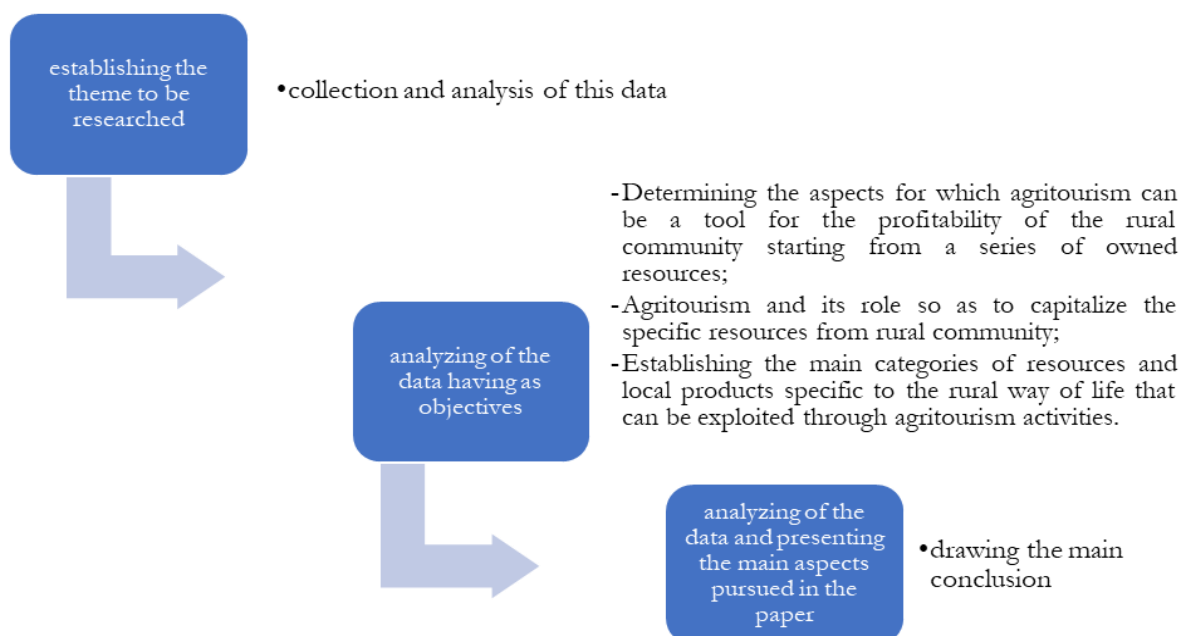 establishing the
theme to be
researched
•collection and analysis of this data
-Determining the aspects for which agritourism can
be a tool for the profitability of the rural
community starting from a series of owned
resources;
-Agritourism and its role so as to capitalize the
specific resources from rural community;
-Establishing the main categories of resources and
local products specific to the rural way of life that
can be exploited through agritourism activities.
analyzing of the
data having as
objectives
analyzing of the
data and presenting
the main aspects
pursued in the
paper
•drawing the main
conclusion